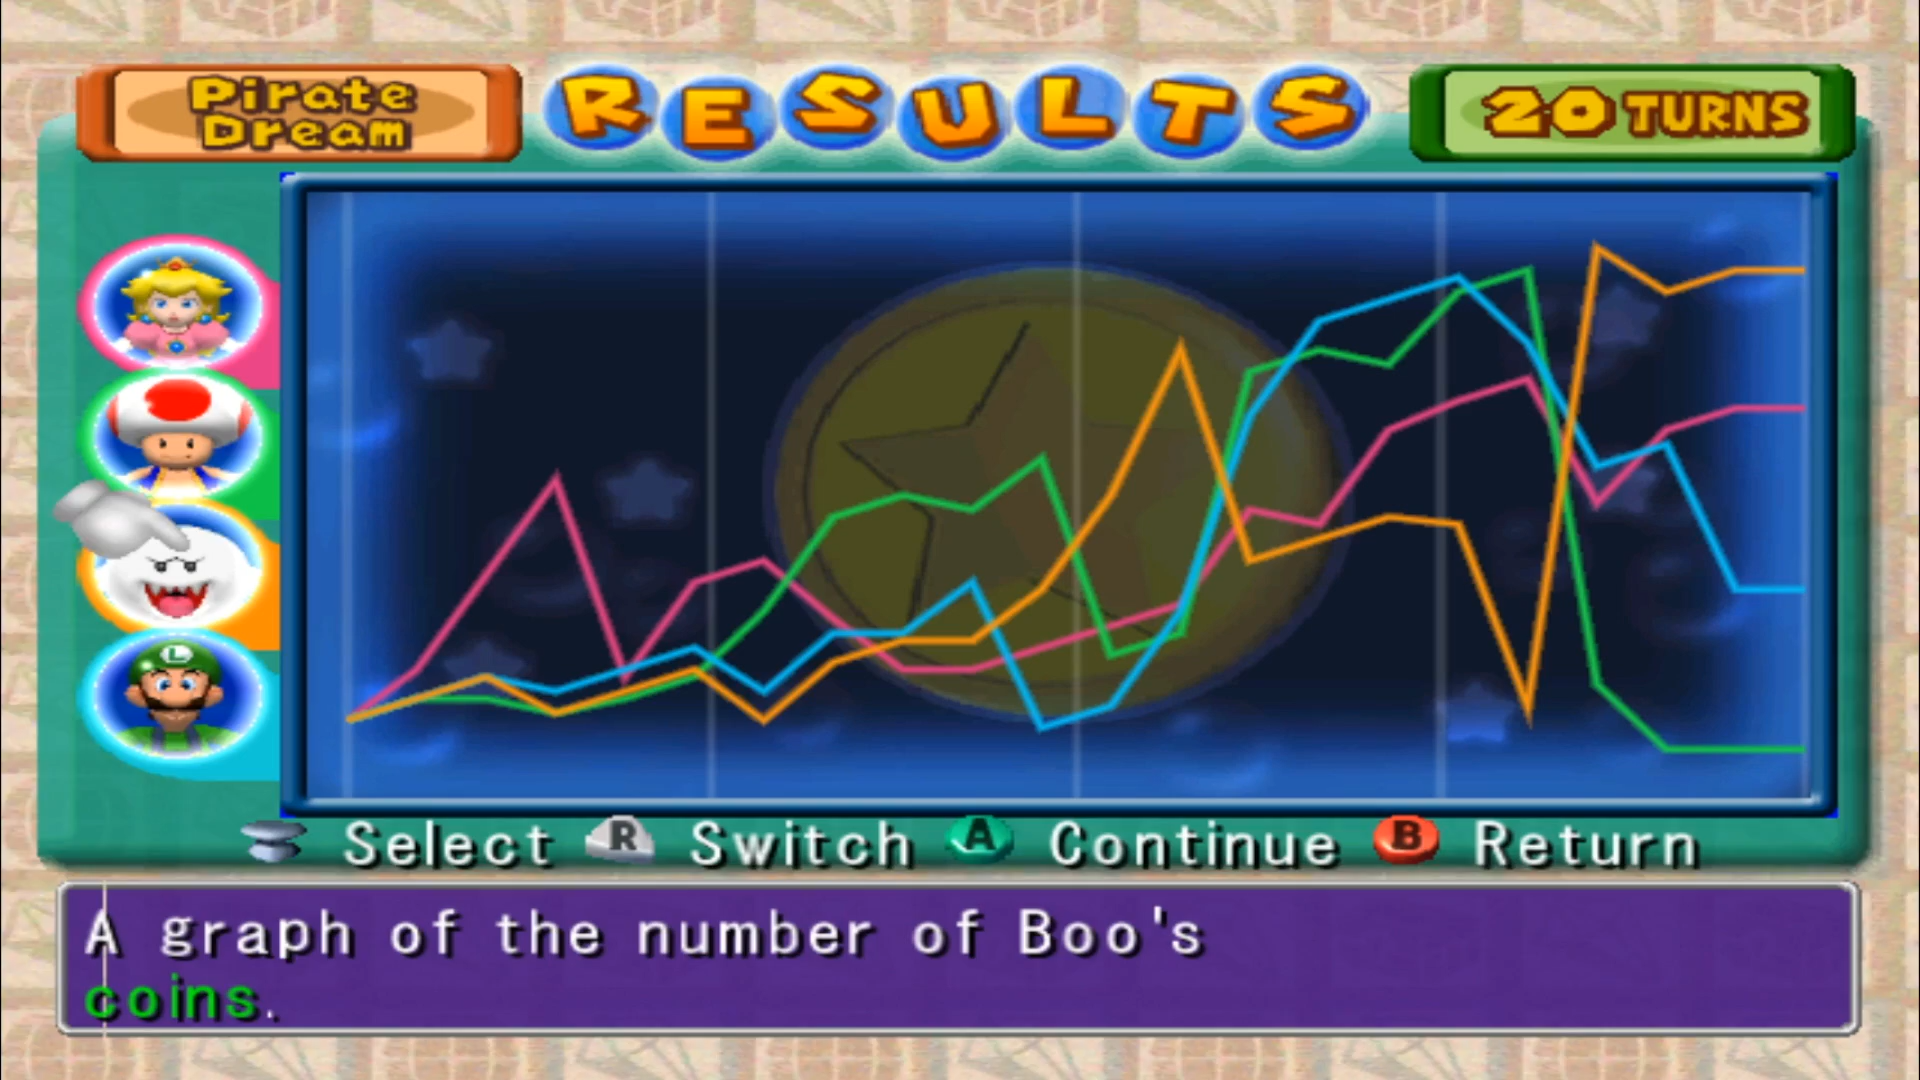 Pirate
Dream
RESULTS
20 TURNS
L
Select R Switch A Continue B Return
A graph of the number of Boo's
coins.